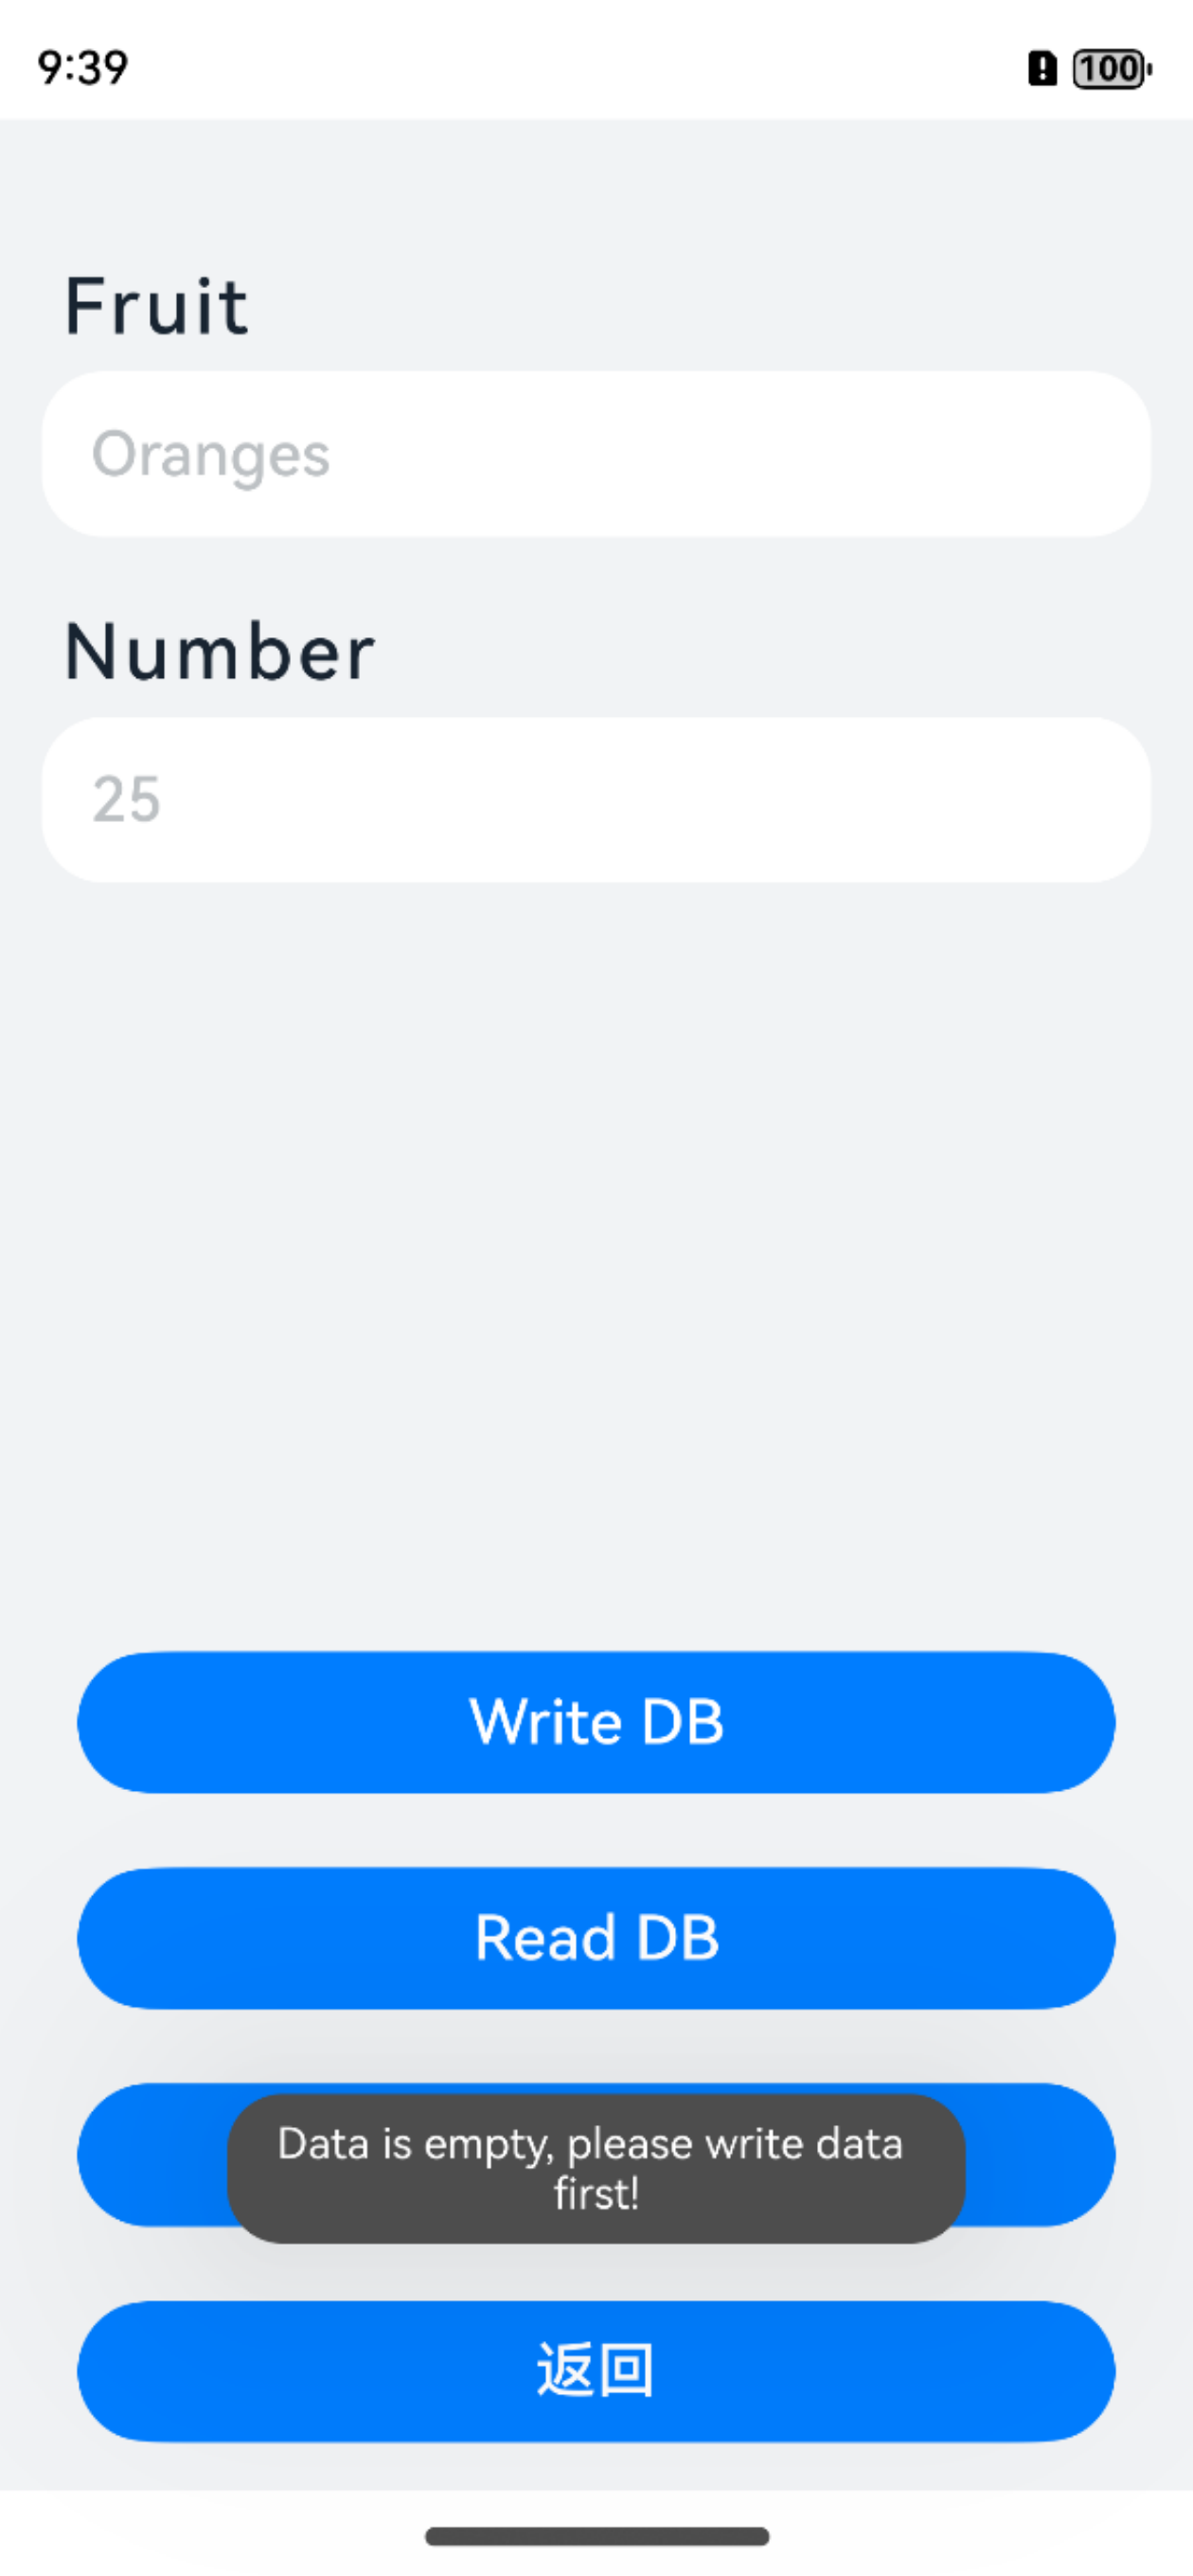 9:39
100
Fruit
Oranges
Number
25
Write DB
Read DB
Data is empty, please write data
first!
返回